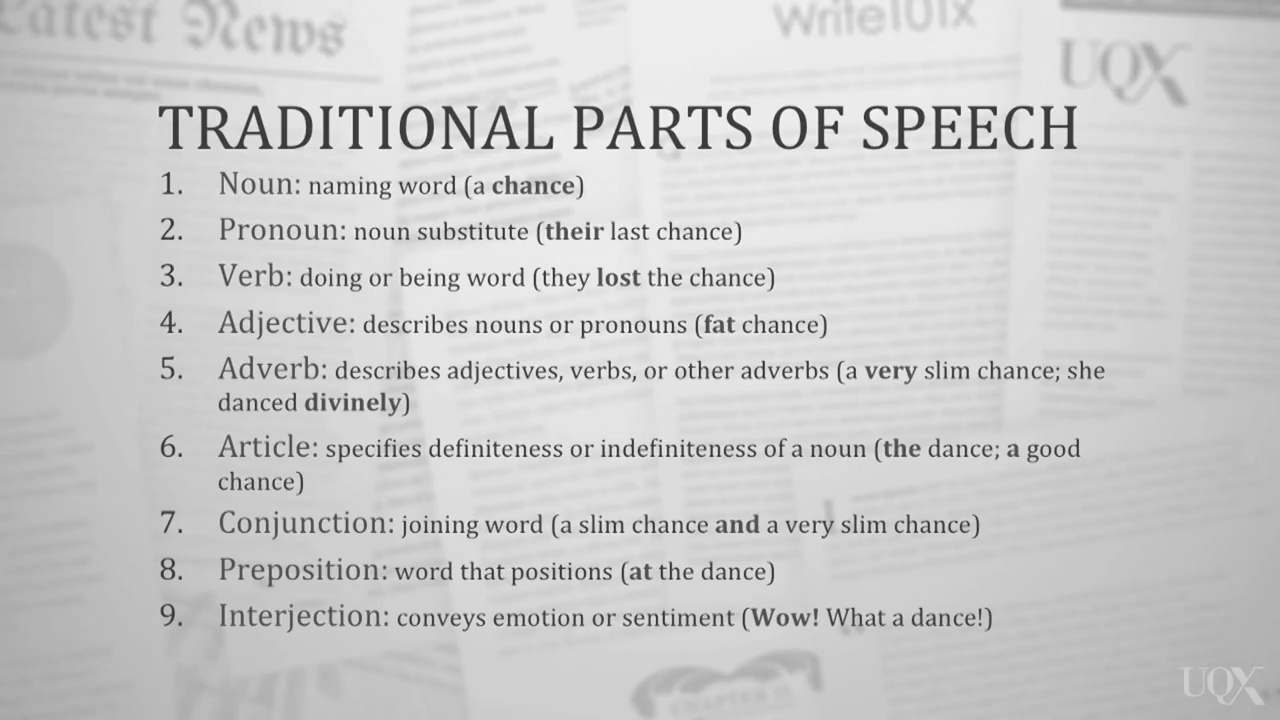 Latest News
Write101x
UQX
TRADITIONAL PARTS OF SPEECH
1. Noun: naming word (a chance)
2. Pronoun: noun substitute (their last chance)
3. Verb: doing or being word (they lost the chance)
4. Adjective: describes nouns or pronouns (fat chance)
5. Adverb: describes adjectives, verbs, or other adverbs (a very slim chance; she
danced divinely)
6. Article: specifies definiteness or indefiniteness of a noun (the dance; a good
chance)
7. Conjunction: joining word (a slim chance and a very slim chance)
8. Preposition: word that positions (at the dance)
9. Interjection: conveys emotion or sentiment (Wow! What a dance!)
UQX